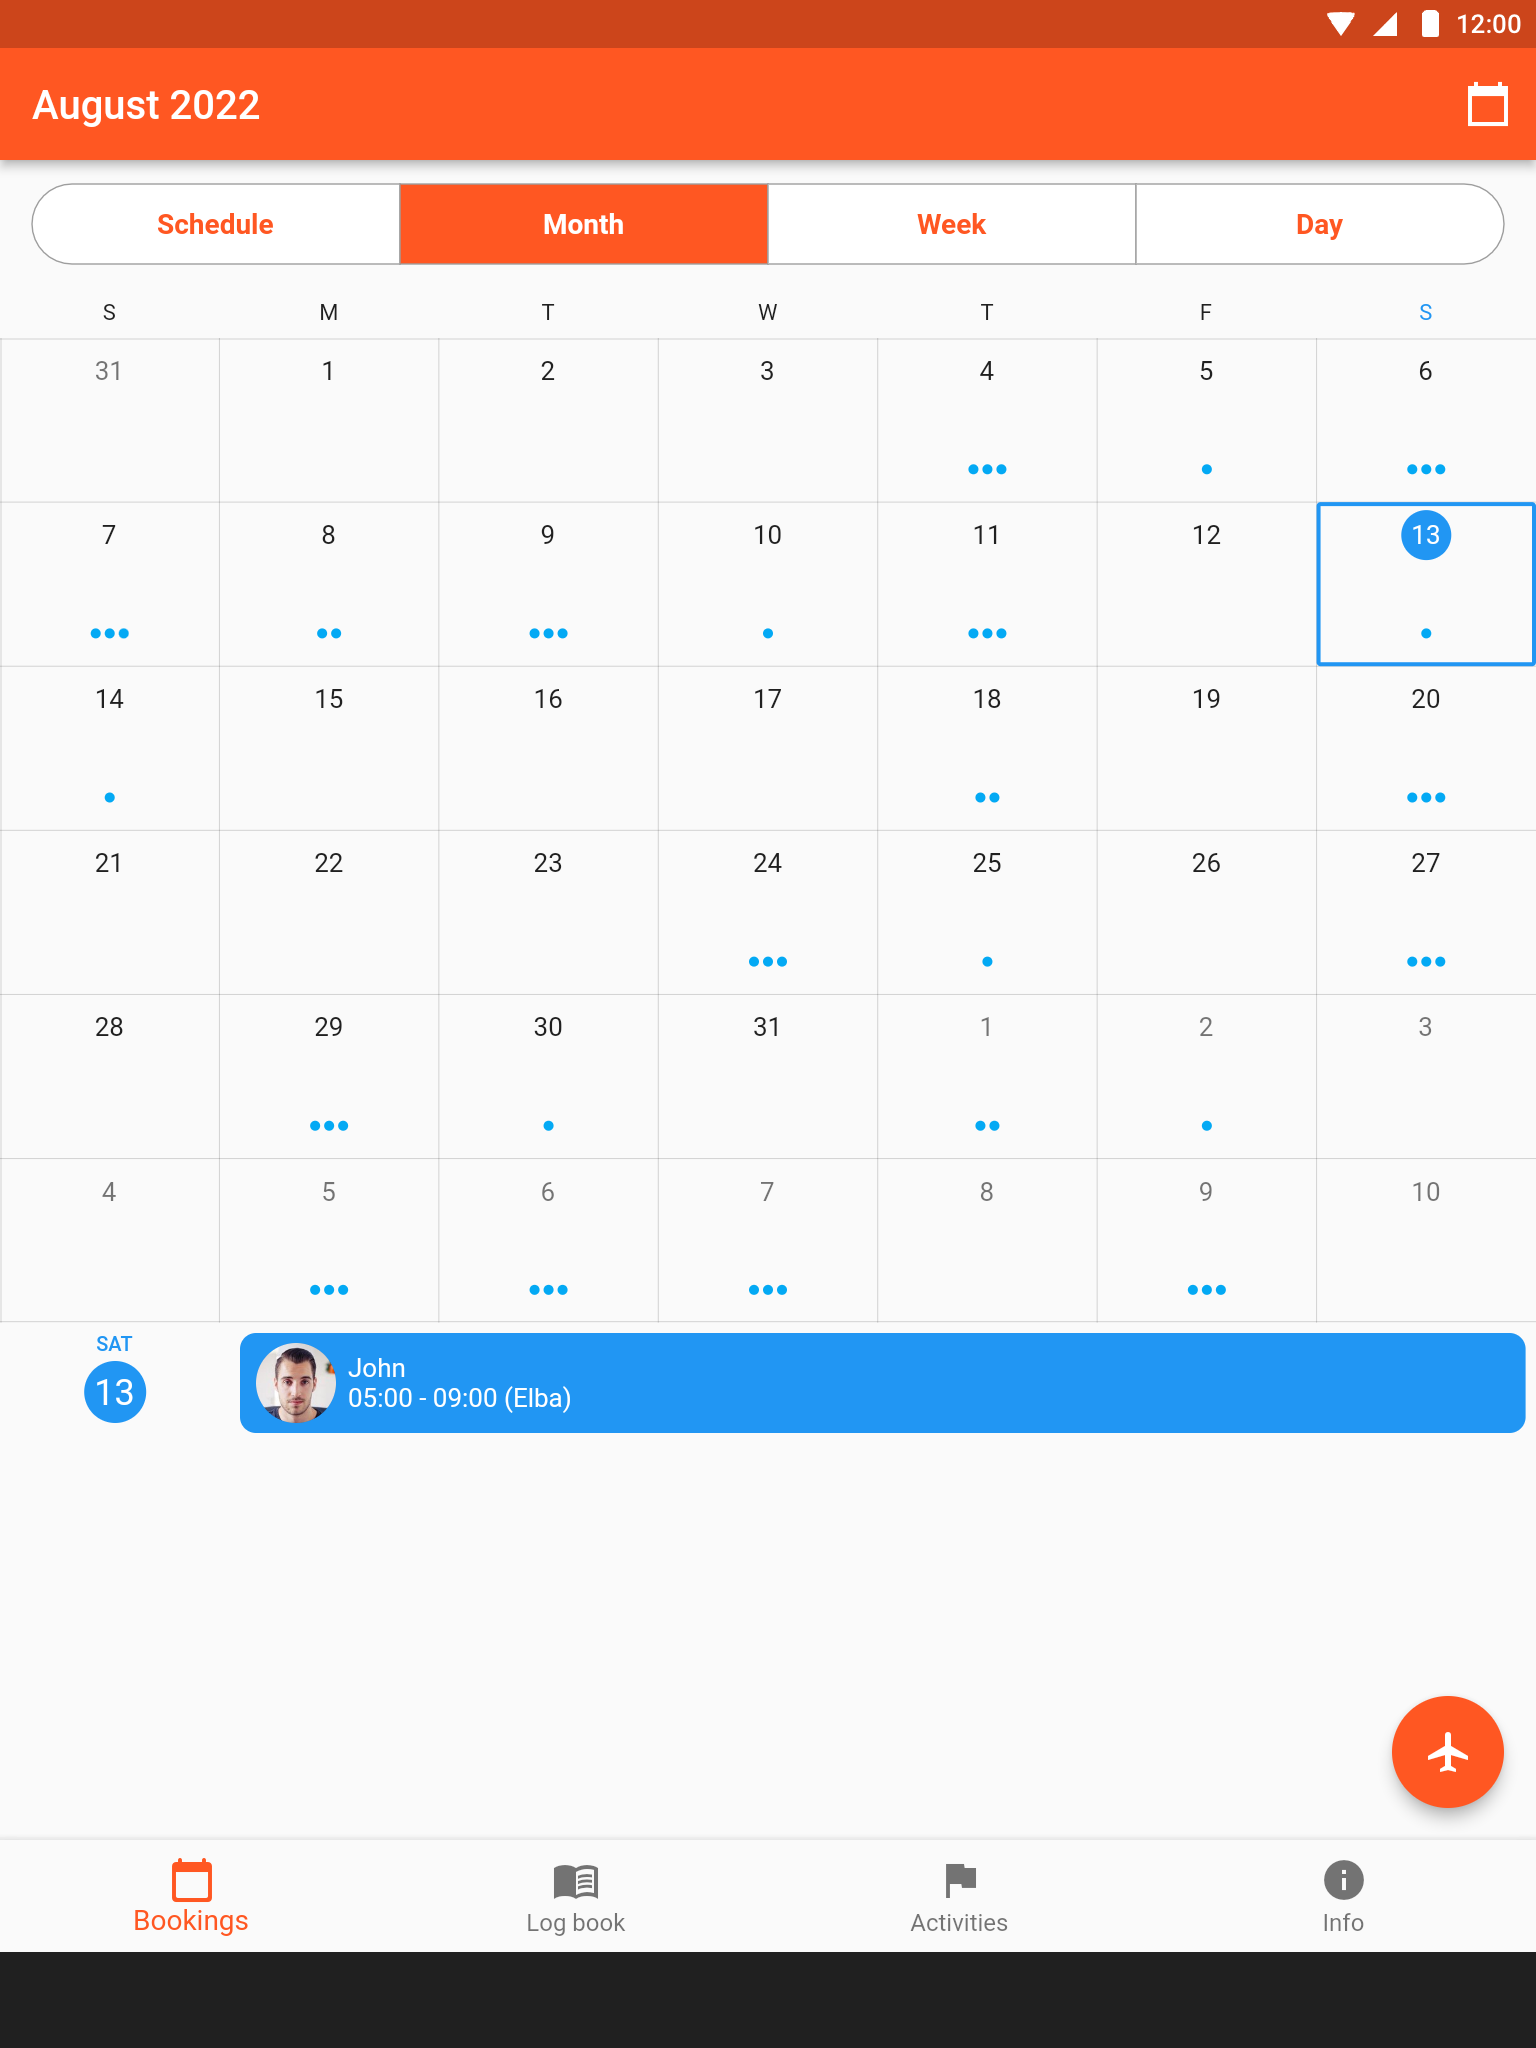 12:00
August 2022
Schedule Month Week Day
S M T W T F S
31 1 2 3 4 5 6
7 8 9 10 11 12 13
14 15 16 17 18 19 20
21 22 23 24 25 26 27
28 29 30 31 1 2 3
4 5 6 7 8 9 10
SAT
13
John
05:00 - 09:00 (Elba)
Bookings Log book Activities Info